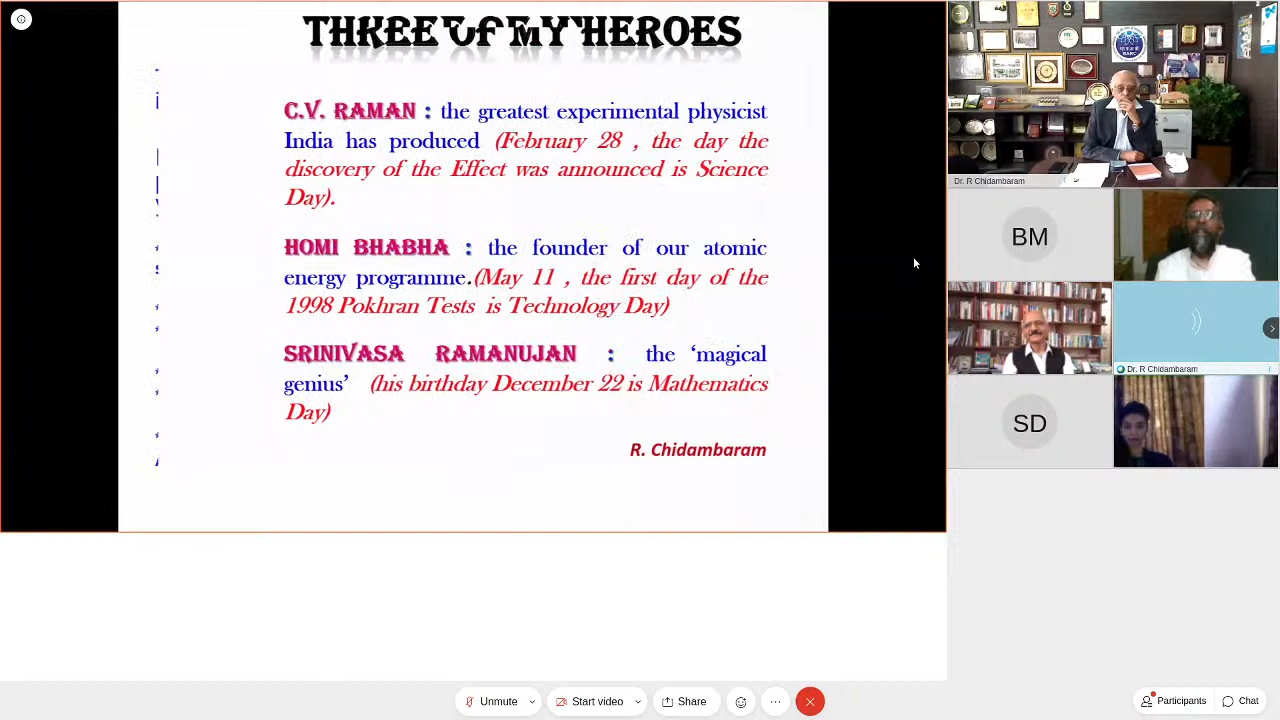 THREE OF MY HEROES
C.V. RAMAN : the greatest experimental physicist
India has produced (February 28 , the day the
discovery of the Effect was announced is Science
Day).
HOMI BHABHA : the founder of our atomic
energy programme.(May 11 , the first day of the
1998 Pokhran Tests is Technology Day)
SRINIVASA RAMANUJAN : the ‘magical
genius’ (his birthday December 22 is Mathematics
Day)
R. Chidambaram
BARC
Dr. R Chidambaram
BM
Dr. R Chidambaram
SD
Unmute
Start video
Share
Participants
Chat